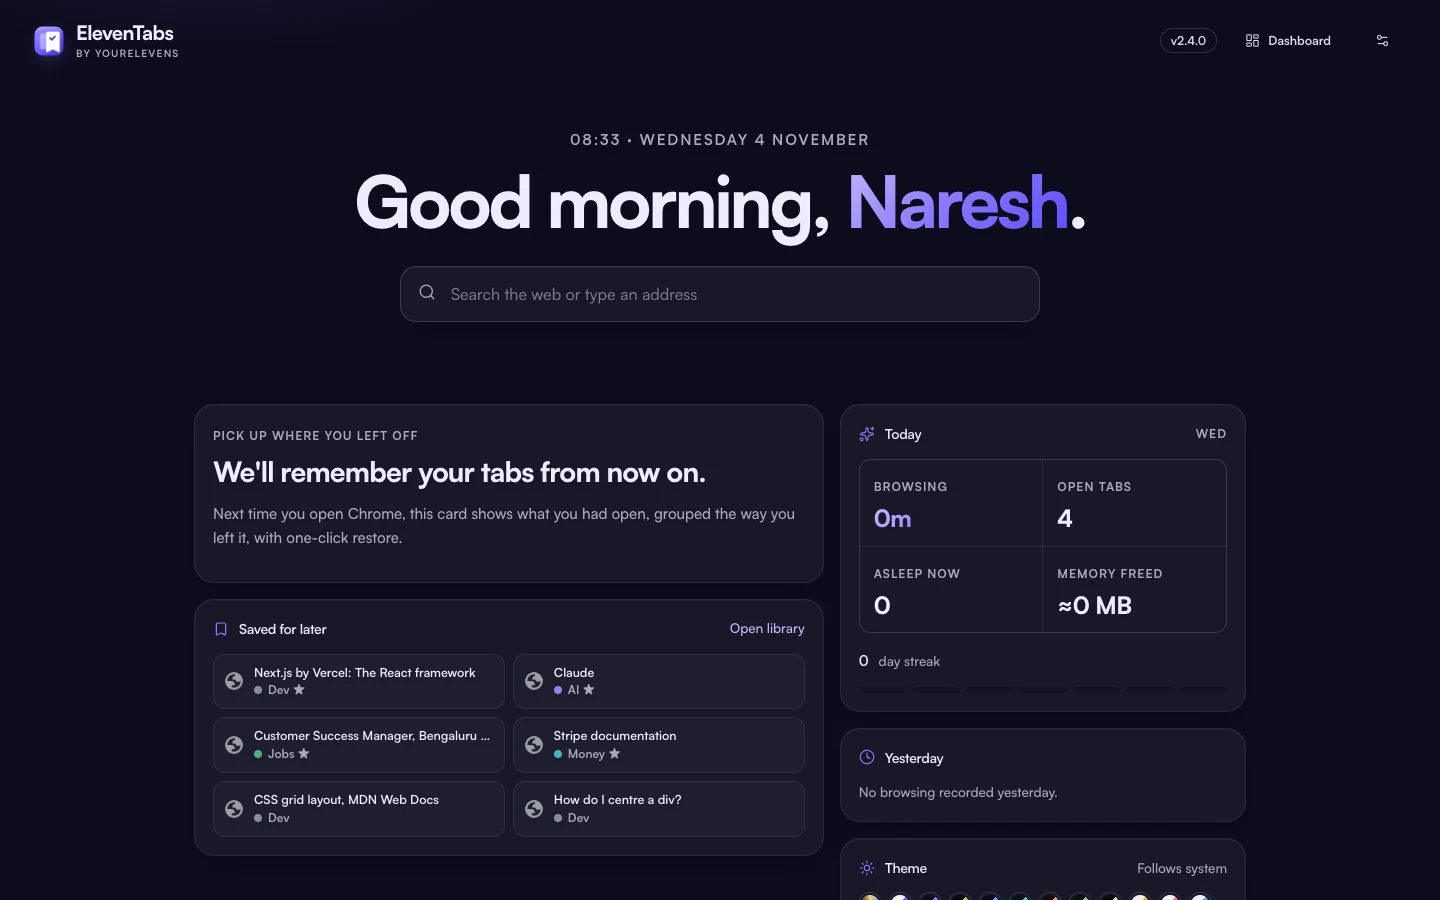 ElevenTabs
BY YOURELEVENS
v2.4.0
Dashboard
08:33 · WEDNESDAY 4 NOVEMBER
Good morning, Naresh.
Search the web or type an address
PICK UP WHERE YOU LEFT OFF
We'll remember your tabs from now on.
Next time you open Chrome, this card shows what you had open, grouped the way you
left it, with one-click restore.
Saved for later
Open library
Next.js by Vercel: The React framework
Dev ★
Claude
AI ★
Customer Success Manager, Bengaluru ...
Jobs ★
Stripe documentation
Money ★
CSS grid layout, MDN Web Docs
Dev
How do I centre a div?
Dev
Today
WED
BROWSING
0m
OPEN TABS
4
ASLEEP NOW
0
MEMORY FREED
≈0 MB
0 day streak
Yesterday
No browsing recorded yesterday.
Theme
Follows system